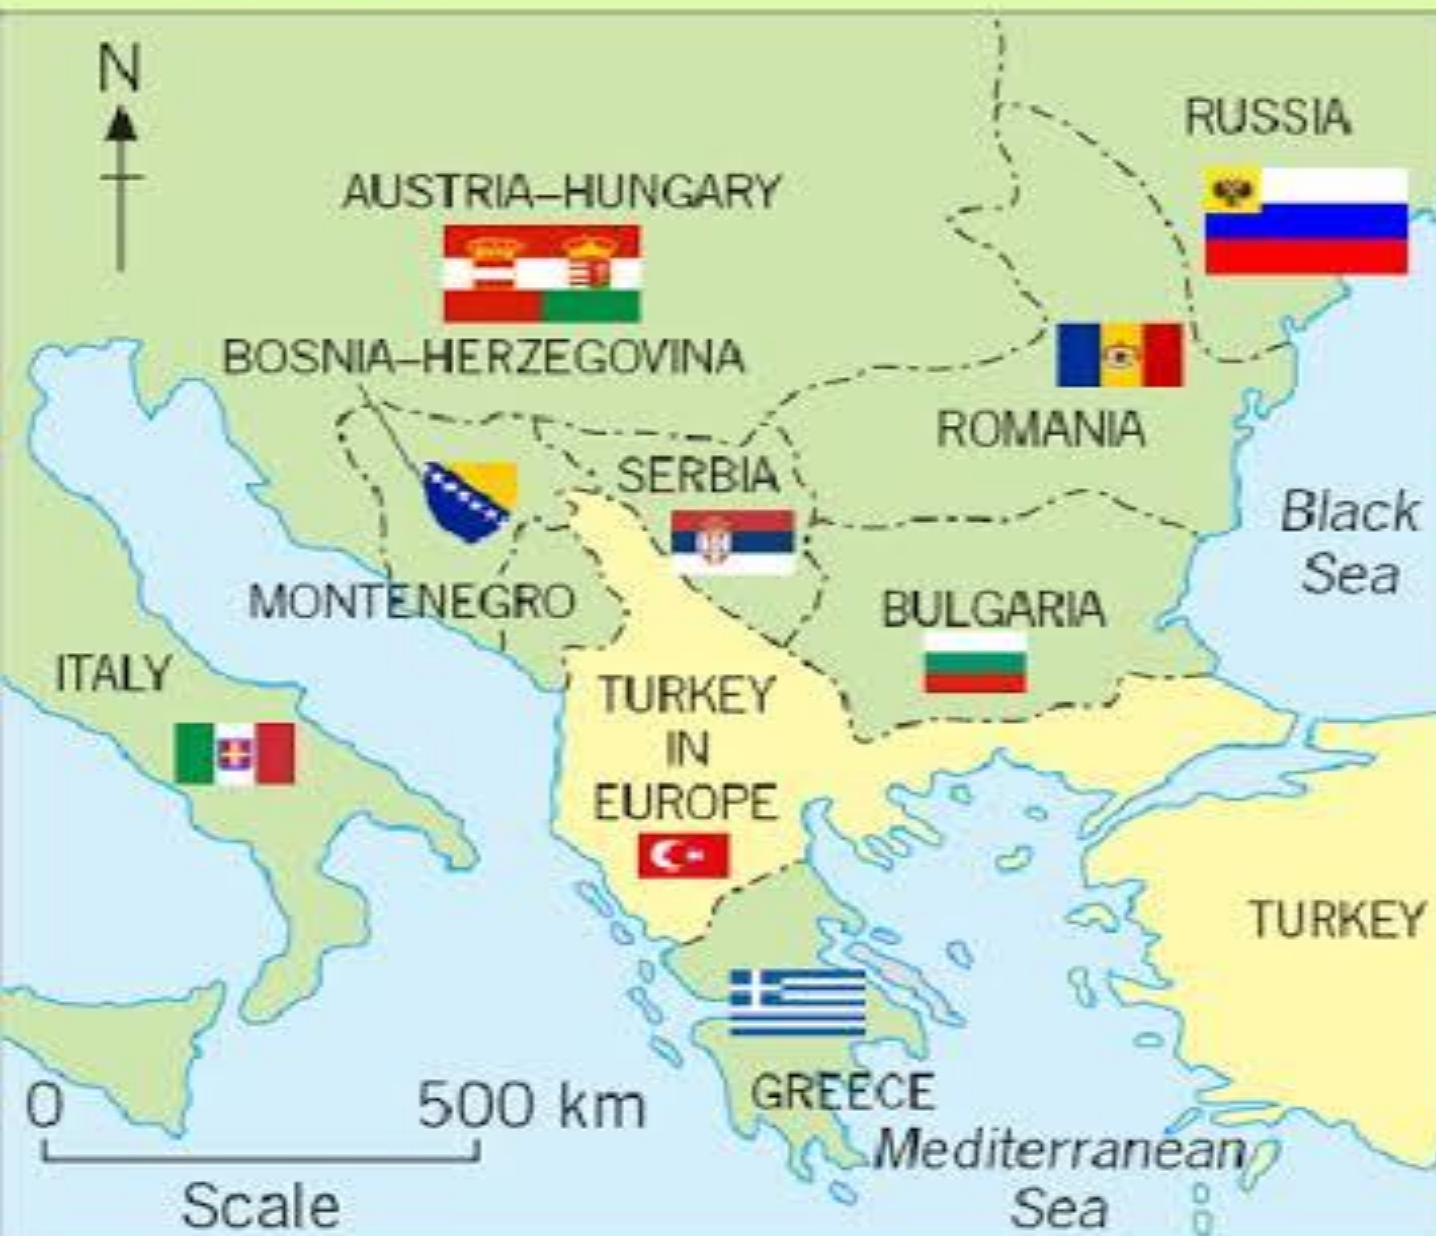 N
RUSSIA
AUSTRIA–HUNGARY
BOSNIA–HERZEGOVINA
ROMANIA
SERBIA
Black
Sea
MONTENEGRO
BULGARIA
ITALY
TURKEY
IN
EUROPE
TURKEY
GREECE
0 500 km
Mediterranean
Sea
Scale